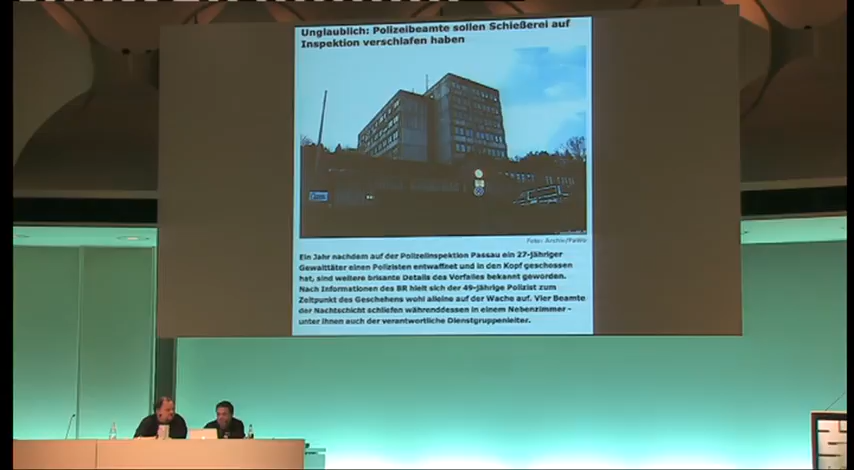 Unglaublich: Polizeibeamte sollen Schießerei auf
Inspektion verschlafen haben
Foto: Archiv/PaWo
Ein Jahr nachdem auf der Polizeiinspektion Passau ein 27-jähriger
Gewalttäter einen Polizisten entwaffnet und in den Kopf geschossen
hat, sind weitere brisante Details des Vorfalles bekannt geworden.
Nach Informationen des BR hielt sich der 49-jährige Polizist zum
Zeitpunkt des Geschehens wohl alleine auf der Wache auf. Vier Beamte
der Nachtschicht schliefen währenddessen in einem Nebenzimmer -
unter ihnen auch der verantwortliche Dienstgruppenleiter.